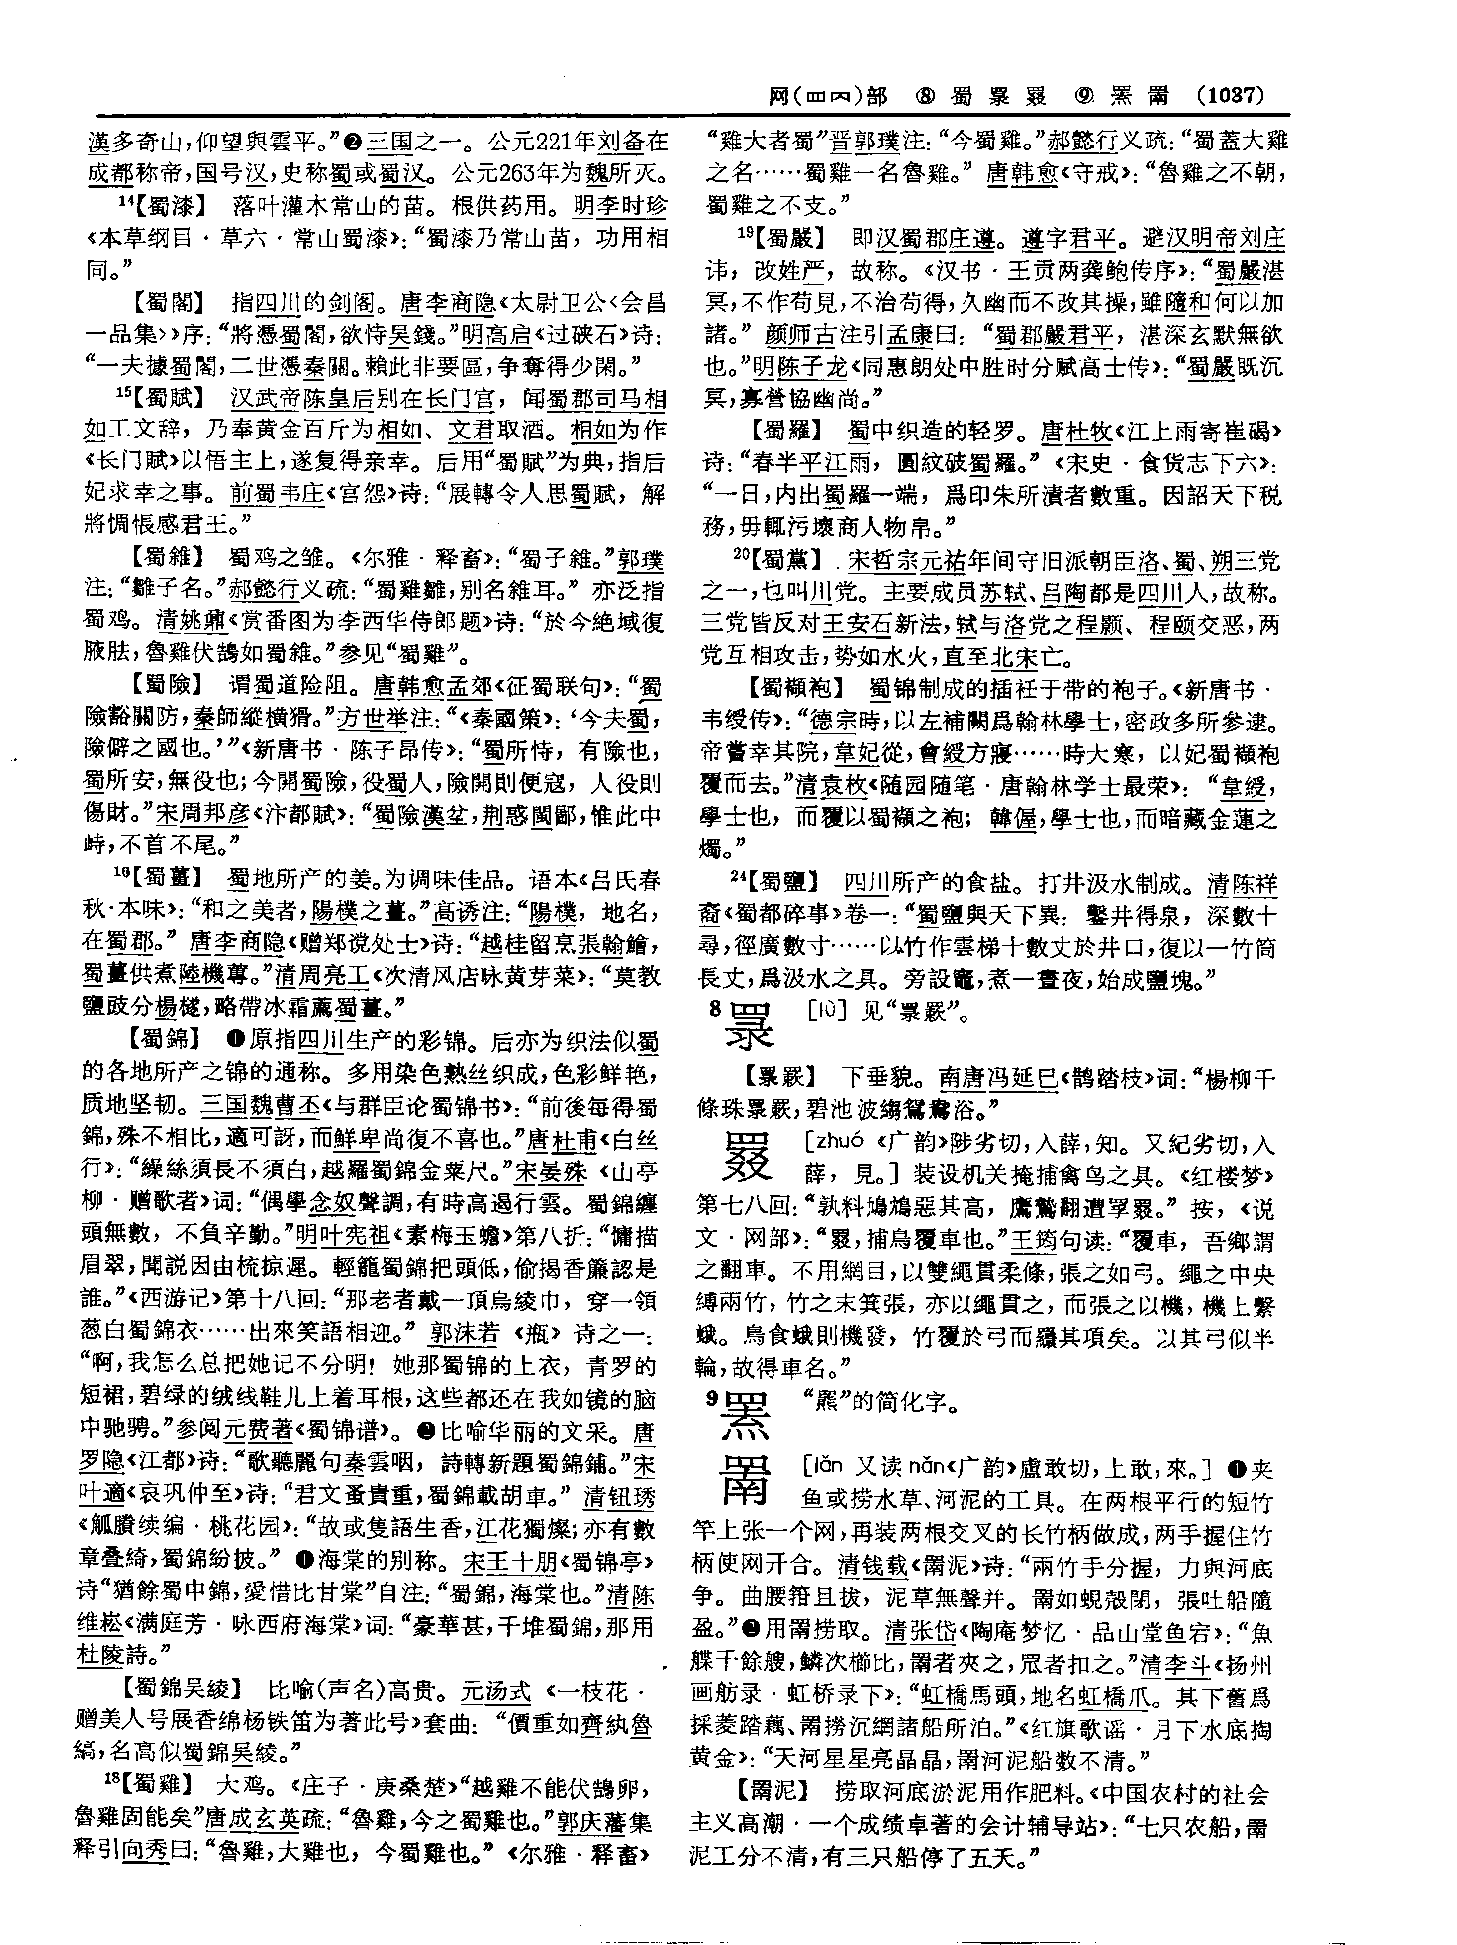 网(罒𦉪)部 ⑧ 蜀 睩 叕 ⑨ 罴 罱 (1037)
漢多奇山，仰望與雲平。”❷三国之一。公元221年刘备在
成都称帝，国号汉，史称蜀或蜀汉。公元263年为魏所灭。
14【蜀漆】 落叶灌木常山的苗。根供药用。明李时珍
《本草纲目·草六·常山蜀漆》：“蜀漆乃常山苗，功用相
同。”
【蜀閣】 指四川的剑阁。唐李商隐《太尉卫公〈会昌
一品集〉》序：“將憑蜀閣，欲恃吴錢。”明高启《过硖石》诗：
“一夫據蜀閣，二世憑秦關。賴此非要區，争奪得少閑。”
15【蜀賦】 汉武帝陈皇后别在长门宫，闻蜀郡司马相
如工文辞，乃奉黄金百斤为相如、文君取酒。相如为作
《长门赋》以悟主上，遂复得亲幸。后用“蜀賦”为典，指后
妃求幸之事。前蜀韦庄《宫怨》诗：“展轉令人思蜀賦，解
將惆悵感君王。”
【蜀雓】 蜀鸡之雏。《尔雅·释畜》：“蜀子雓。”郭璞
注：“雛子名。”郝懿行义疏：“蜀雞雛，别名雓耳。”亦泛指
蜀鸡。清姚鼐《赏番图为李西华侍郎题》诗：“於今絶域復
腋胠，魯雞伏鵠如蜀雓。”参见“蜀雞”。
【蜀險】 谓蜀道险阻。唐韩愈孟郊《征蜀联句》：“蜀
險豁關防，秦師縱横猾。”方世举注：“《秦國策》：‘今夫蜀，
險僻之國也。’”《新唐书·陈子昂传》：“蜀所恃，有險也，
蜀所安，無役也；今開蜀險，役蜀人，險開則便寇，人役則
傷財。”宋周邦彦《汴都賦》：“蜀險漢坌，荆惑閩鄙，惟此中
峙，不首不尾。”
16【蜀薑】 蜀地所产的姜。为调味佳品。语本《吕氏春
秋·本味》：“和之美者，陽樸之薑。”高诱注：“陽樸，地名，
在蜀郡。”唐李商隐《赠郑谠处士》诗：“越桂留烹張翰鱠，
蜀薑供煮陸機蓴。”清周亮工《次清风店咏黄芽菜》：“莫教
鹽豉分楊榿，略帶冰霜薦蜀薑。”
【蜀錦】 ❶原指四川生产的彩锦。后亦为织法似蜀
的各地所产之锦的通称。多用染色熟丝织成，色彩鲜艳，
质地坚韧。三国魏曹丕《与群臣论蜀锦书》：“前後每得蜀
錦，殊不相比，適可訝，而鮮卑尚復不喜也。”唐杜甫《白丝
行》：“繰絲須長不須白，越羅蜀錦金粟尺。”宋晏殊《山亭
柳·赠歌者》词：“偶學念奴聲調，有時高遏行雲。蜀錦纏
頭無數，不負辛勤。”明叶宪祖《素梅玉蟾》第八折：“慵描
眉翠，聞説因由梳掠遲。輕籠蜀錦把頭低，偷揭香簾認是
誰。”《西游记》第十八回：“那老者戴一頂烏綾巾，穿一領
葱白蜀錦衣……出來笑語相迎。”郭沫若《瓶》诗之一：
“啊，我怎么总把她记不分明！她那蜀锦的上衣，青罗的
短裙，碧绿的绒线鞋儿上着耳根，这些都还在我如镜的脑
中驰骋。”参阅元费著《蜀锦谱》。❷比喻华丽的文采。唐
罗隐《江都》诗：“歌聽麗句秦雲咽，詩轉新題蜀錦鋪。”宋
叶適《哀巩仲至》诗：“君文蚤貴重，蜀錦載胡車。”清钮琇
《觚賸续编·桃花园》：“故或隻語生香，江花獨燦；亦有數
章疊綺，蜀錦紛披。”❸海棠的别称。宋王十朋《蜀锦亭》
诗“猶餘蜀中錦，愛惜比甘棠”自注：“蜀錦，海棠也。”清陈
维崧《满庭芳·咏西府海棠》词：“豪華甚，千堆蜀錦，那用
杜陵詩。”
【蜀錦吴綾】 比喻（声名）高贵。元汤式《一枝花·
赠美人号展香绵杨铁笛为著此号》套曲：“價重如齊紈魯
縞，名高似蜀錦吴綾。”
18【蜀雞】 大鸡。《庄子·庚桑楚》“越雞不能伏鵠卵，
魯雞固能矣”唐成玄英疏：“魯雞，今之蜀雞也。”郭庆藩集
释引向秀曰：“魯雞，大雞也，今蜀雞也。”《尔雅·释畜》
“雞大者蜀”晋郭璞注：“今蜀雞。”郝懿行义疏：“蜀蓋大雞
之名……蜀雞一名魯雞。”唐韩愈《守戒》：“魯雞之不朝，
蜀雞之不支。”
19【蜀嚴】 即汉蜀郡庄遵。遵字君平。避汉明帝刘庄
讳，改姓严，故称。《汉书·王贡两龚鲍传序》：“蜀嚴湛
冥，不作苟見，不治苟得，久幽而不改其操，雖隨和何以加
諸。”颜师古注引孟康曰：“蜀郡嚴君平，湛深玄默無欲
也。”明陈子龙《同惠朗处中胜时分赋高士传》：“蜀嚴既沉
冥，寡營協幽尚。”
【蜀羅】 蜀中织造的轻罗。唐杜牧《江上雨寄崔碣》
诗：“春半平江雨，圓紋破蜀羅。”《宋史·食货志下六》：
“一日，内出蜀羅一端，爲印朱所漬者數重。因詔天下税
務，毋輒污壞商人物帛。”
20【蜀黨】 宋哲宗元祐年间守旧派朝臣洛、蜀、朔三党
之一，也叫川党。主要成员苏轼、吕陶都是四川人，故称。
三党皆反对王安石新法，轼与洛党之程颢、程颐交恶，两
党互相攻击，势如水火，直至北宋亡。
【蜀纈袍】 蜀锦制成的插衽于带的袍子。《新唐书·
韦绶传》：“德宗時，以左補闕爲翰林學士，密政多所参逮。
帝嘗幸其院，韋妃從，會綬方寢……時大寒，以妃蜀纈袍
覆而去。”清袁枚《随园随笔·唐翰林学士最荣》：“韋綬，
學士也，而覆以蜀纈之袍；韓偓，學士也，而暗藏金蓮之
燭。”
24【蜀鹽】 四川所产的食盐。打井汲水制成。清陈祥
裔《蜀都碎事》卷一：“蜀鹽與天下異：鑿井得泉，深數十
尋，徑廣數寸……以竹作雲梯十數丈於井口，復以一竹筒
長丈，爲汲水之具。旁設竈，煮一晝夜，始成鹽塊。”
8 [lù] 见“罬簌”。
下垂貌。南唐冯延巳《鹊踏枝》词：“楊柳千
條珠，碧池波縐鴛鴦浴。”
罬 [zhuó 《广韵》陟劣切，入薛，知。又紀劣切，入
薛，見。] 装设机关掩捕禽鸟之具。《红楼梦》
第七八回：“孰料鳩鴆惡其高，鷹鷙翻遭罦罬。”按，《说
文·网部》：“罬，捕鳥覆車也。”王筠句读：“覆車，吾鄉謂
之翻車。不用網目，以雙繩貫柔條，張之如弓。繩之中央
縛兩竹，竹之末箕張，亦以繩貫之，而張之以機，機上繫
蛾。鳥食蛾則機發，竹覆於弓而羅其項矣。以其弓似半
輪，故得車名。”
9 罴 “羆”的简化字。
罱 [lǎn 又读nǎn《广韵》盧敢切，上敢，來。] ❶夹
鱼或捞水草、河泥的工具。在两根平行的短竹
竿上张一个网，再装两根交叉的长竹柄做成，两手握住竹
柄使网开合。清钱载《罱泥》诗：“兩竹手分握，力與河底
争。曲腰箝且拔，泥草無聲并。罱如蜆殼閉，張吐船隨
盈。”❷用罱捞取。清张岱《陶庵梦忆·品山堂鱼宕》：“魚
艓千餘艘，鱗次櫛比，罱者夾之，罛者扣之。”清李斗《扬州
画舫录·虹桥录下》：“虹橋馬頭，地名虹橋爪。其下舊爲
採菱踏藕、罱撈沉網諸船所泊。”《红旗歌谣·月下水底掏
黄金》：“天河星星亮晶晶，罱河泥船数不清。”
【罱泥】 捞取河底淤泥用作肥料。《中国农村的社会
主义高潮·一个成绩卓著的会计辅导站》：“七只农船，罱
泥工分不清，有三只船停了五天。”